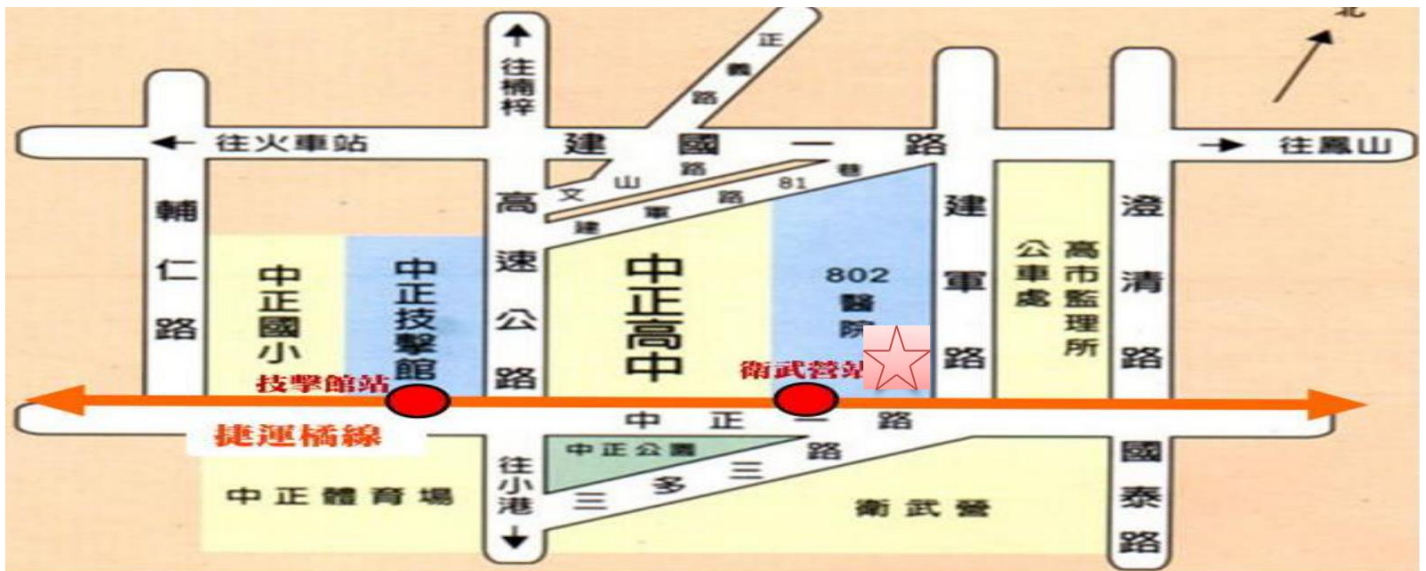 北
↑往楠梓
正義路
←往火車站
建國一路
→往鳳山
文山路
建軍路81巷
輔仁路
高速公路
建軍路
澄清路
中正國小
中正技擊館
中正高中
802醫院
公車處
高市監理所
技擊館站
衛武營站
中正一路
捷運橘線
中正公園
三多三路
往小港↓
國泰路
中正體育場
衛武營